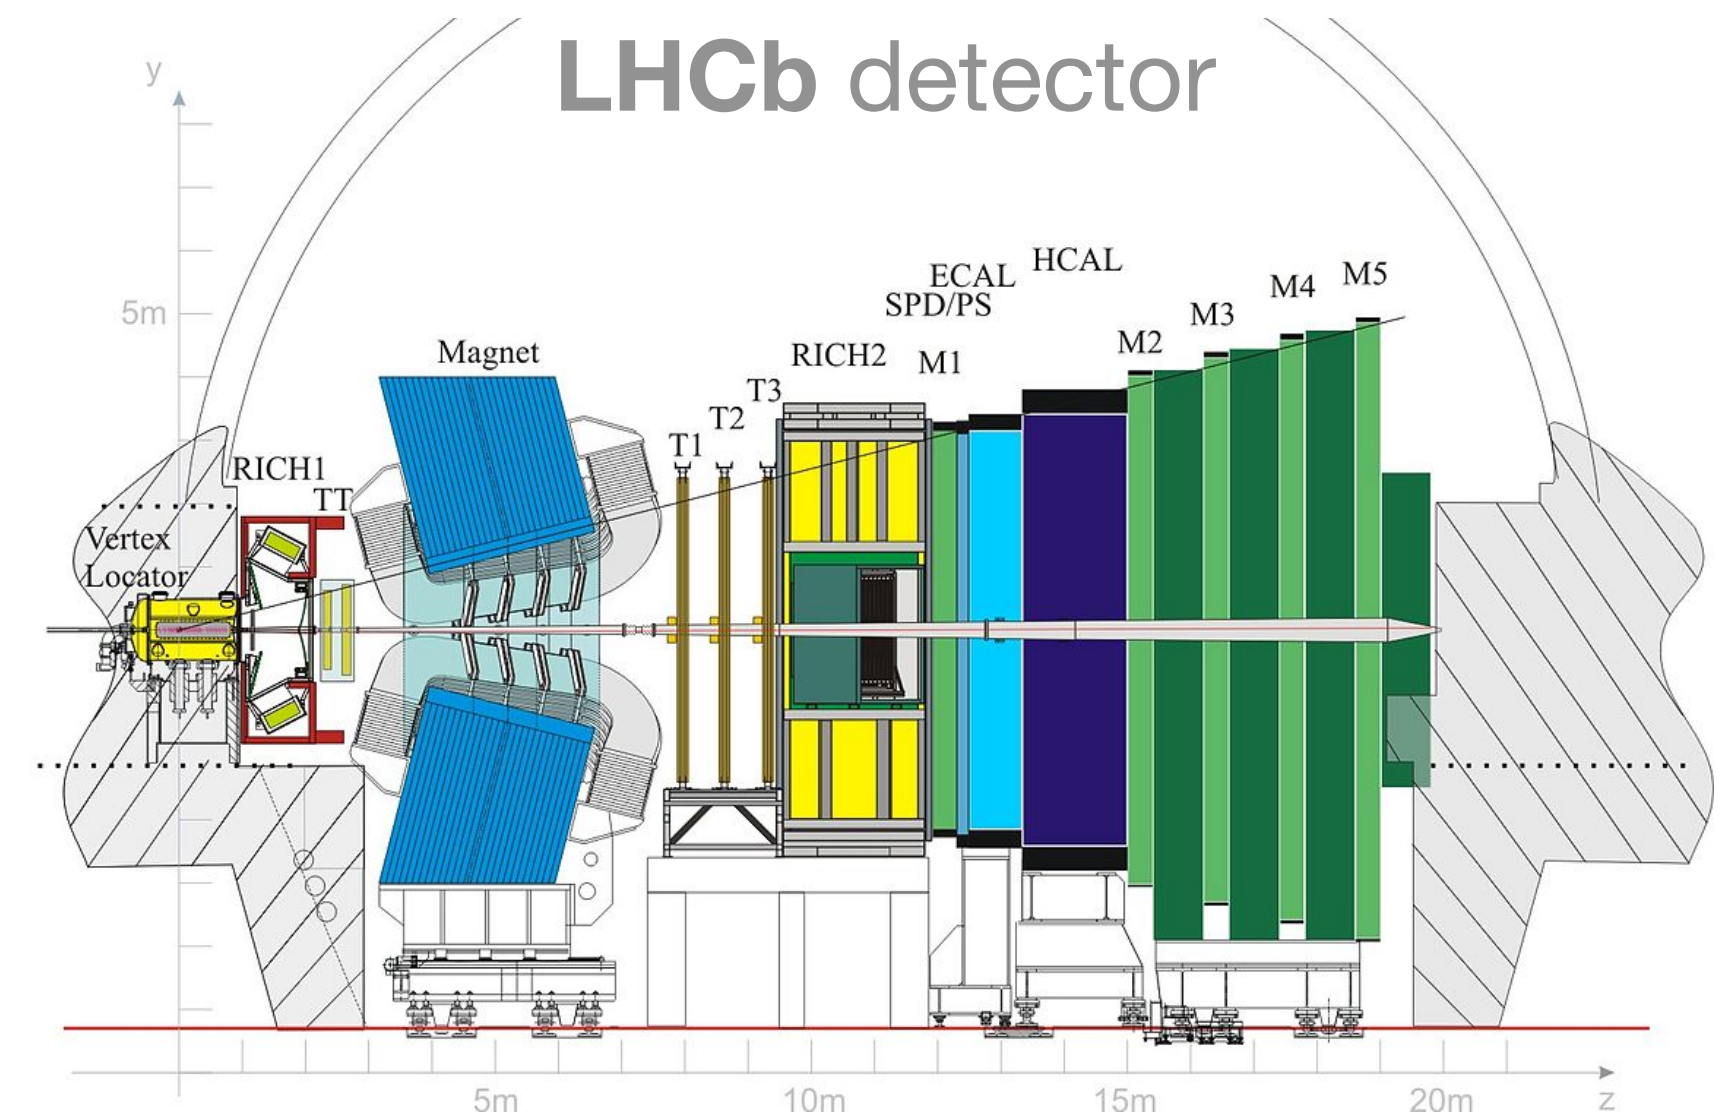 LHCb detector
y
5m
HCAL
ECAL
SPD/PS
M5
M4
M3
M2
M1
RICH2
Magnet
T3
T2
T1
RICH1
TT
Vertex
Locator
5m
10m
15m
20m
z